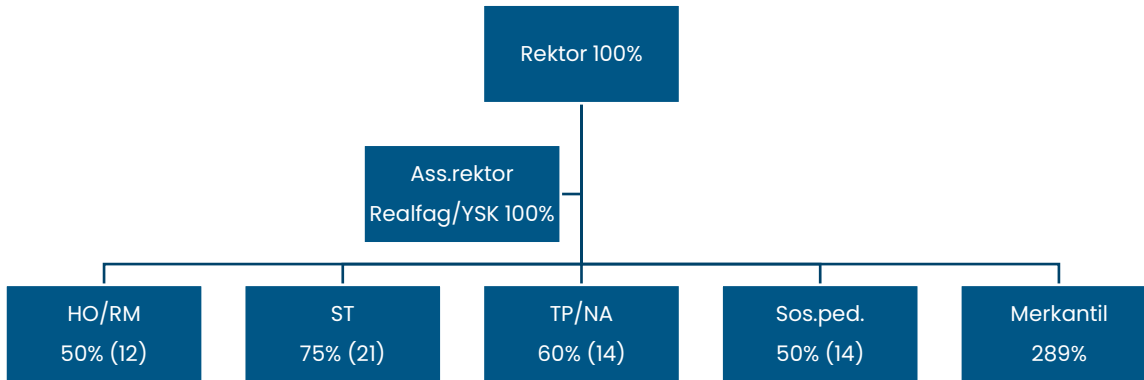 Rektor 100%
Ass.rektor
Realfag/YSK 100%
HO/RM
50% (12)
ST
75% (21)
TP/NA
60% (14)
Sos.ped.
50% (14)
Merkantil
289%